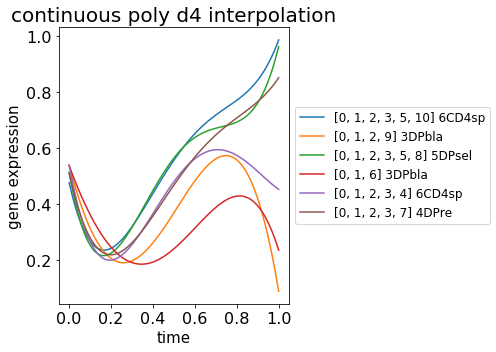 continuous poly d4 interpolation
gene expression
1.0
0.8
0.6
0.4
0.2
0.0 0.2 0.4 0.6 0.8 1.0
time
[0, 1, 2, 3, 5, 10] 6CD4sp
[0, 1, 2, 9] 3DPbla
[0, 1, 2, 3, 5, 8] 5DPsel
[0, 1, 6] 3DPbla
[0, 1, 2, 3, 4] 6CD4sp
[0, 1, 2, 3, 7] 4DPre